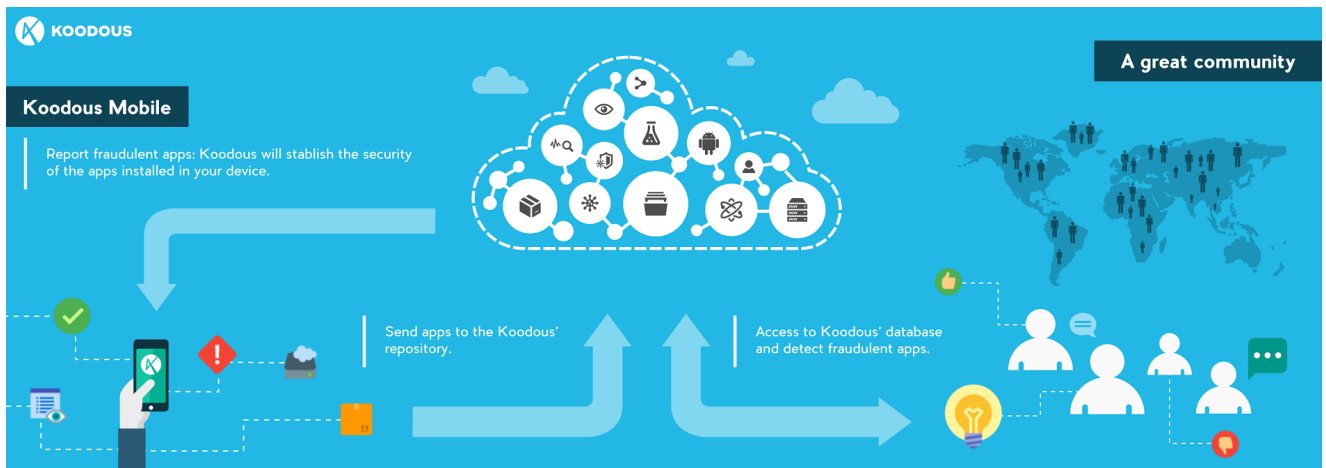 KOODOUS
A great community
Koodous Mobile
Report fraudulent apps: Koodous will stablish the security
of the apps installed in your device.
Send apps to the Koodous'
repository.
Access to Koodous' database
and detect fraudulent apps.